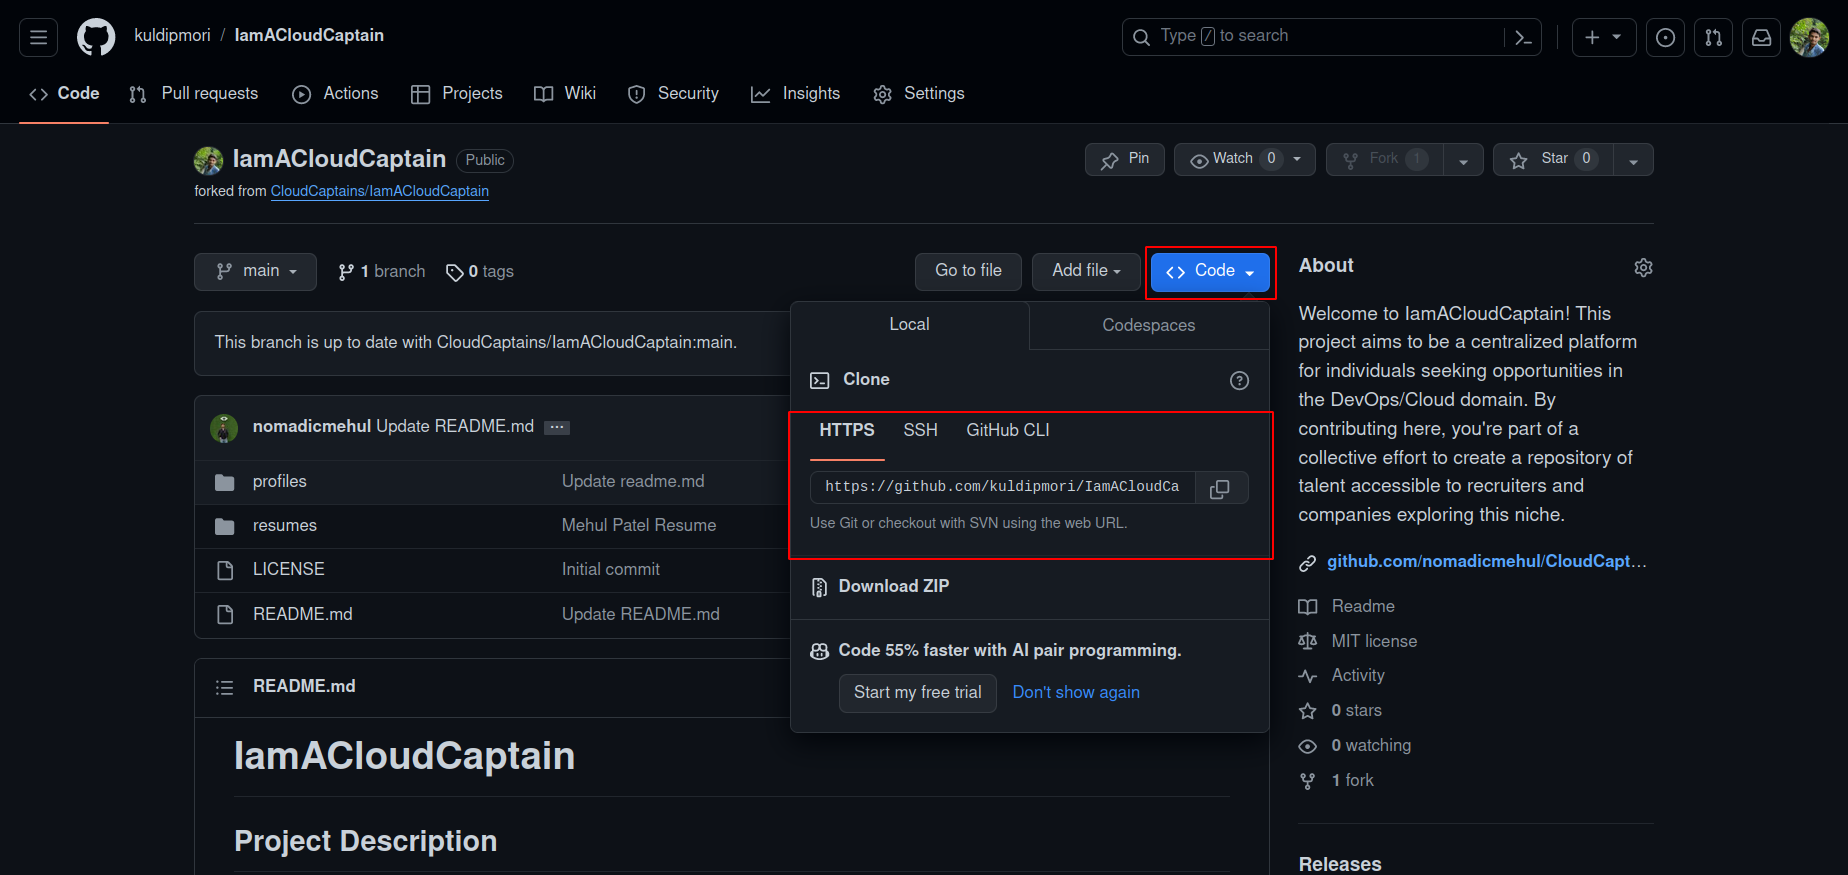 kuldipmori / IamACloudCaptain
Type / to search
Code Pull requests Actions Projects Wiki Security Insights Settings
IamACloudCaptain Public
forked from CloudCaptains/IamACloudCaptain
Pin Watch 0 Fork 1 Star 0
main 1 branch 0 tags Go to file Add file Code
This branch is up to date with CloudCaptains/IamACloudCaptain:main.
nomadicmehul Update README.md ...
profiles Update readme.md
resumes Mehul Patel Resume
LICENSE Initial commit
README.md Update README.md
README.md
IamACloudCaptain
Project Description
Local Codespaces
Clone
HTTPS SSH GitHub CLI
https://github.com/kuldipmori/IamACloudCa
Use Git or checkout with SVN using the web URL.
Download ZIP
Code 55% faster with AI pair programming.
Start my free trial Don't show again
About
Welcome to IamACloudCaptain! This
project aims to be a centralized platform
for individuals seeking opportunities in
the DevOps/Cloud domain. By
contributing here, you're part of a
collective effort to create a repository of
talent accessible to recruiters and
companies exploring this niche.
github.com/nomadicmehul/CloudCapt...
Readme
MIT license
Activity
0 stars
0 watching
1 fork
Releases